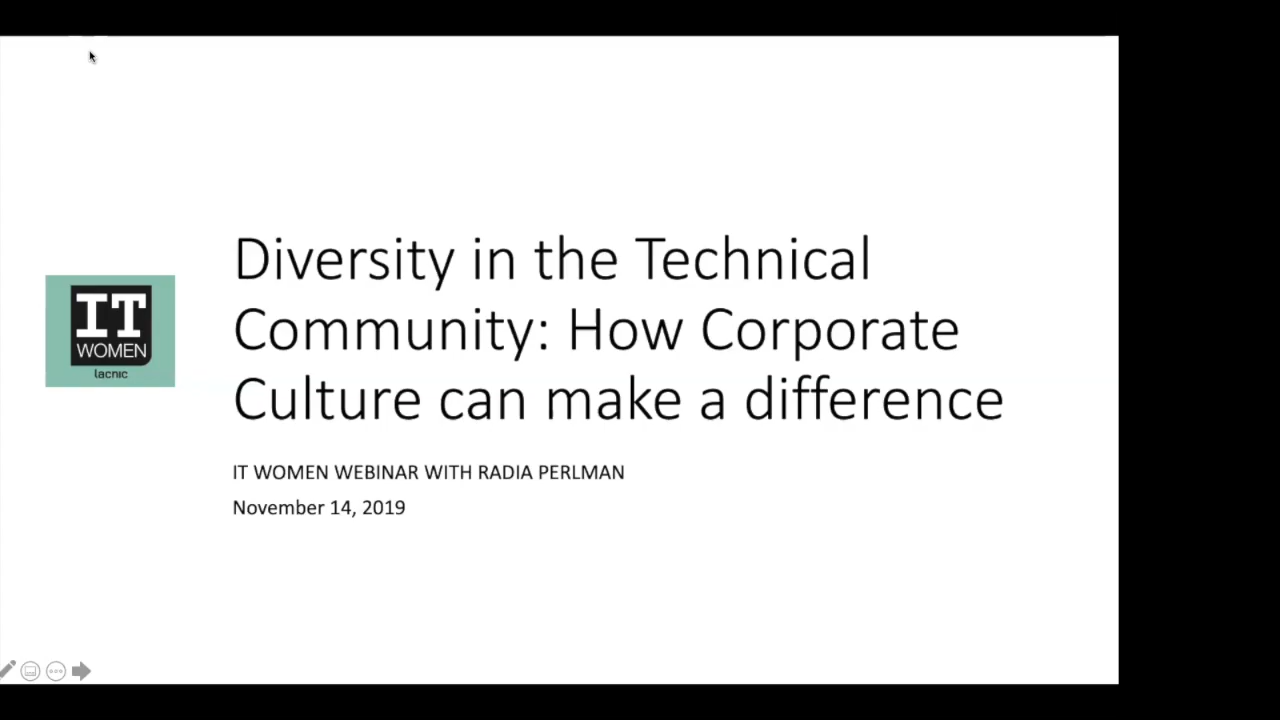 Diversity in the Technical
Community: How Corporate
Culture can make a difference
IT
WOMEN
lacnic
IT WOMEN WEBINAR WITH RADIA PERLMAN
November 14, 2019